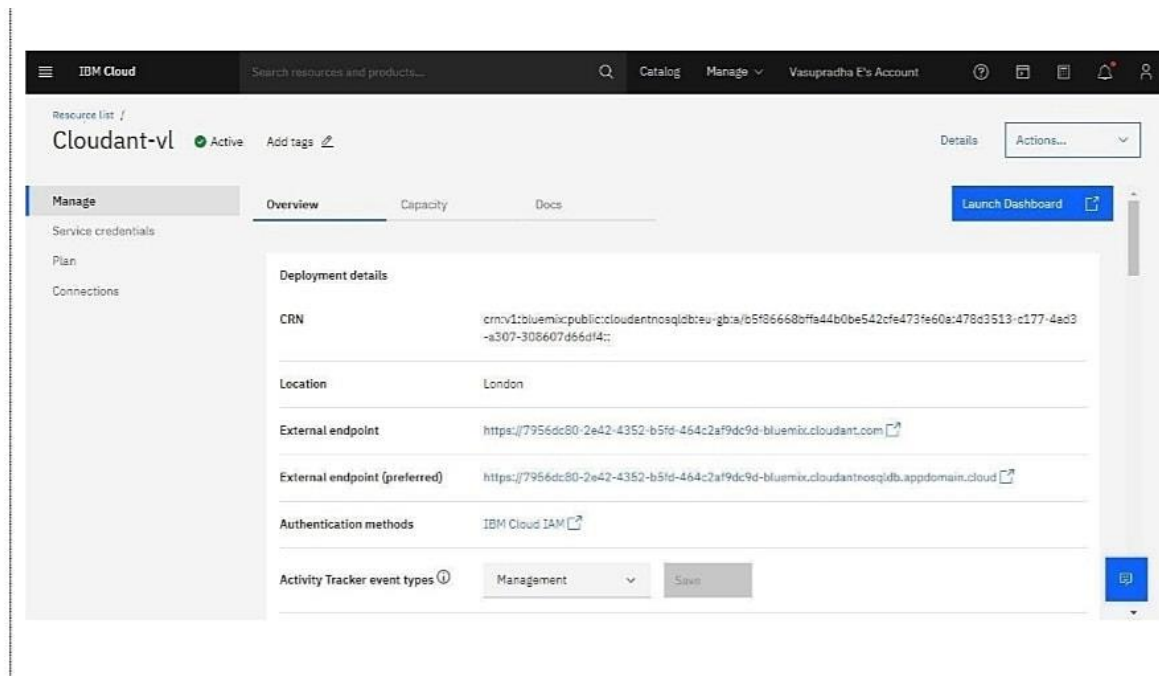 IBM Cloud
Search resources and products...
Catalog
Manage
Vasupradha E's Account
Resource list /
Cloudant-vl
Active
Add tags
Details
Actions...
Manage
Service credentials
Plan
Connections
Overview
Capacity
Docs
Launch Dashboard
Deployment details
CRN
crn:v1:bluemix:public:cloudantnosqldb:eu-gb:a/b5f86668bffa44b0be542cfe473fe60a:478d3513-c177-4ad3
-a307-308607d66df4::
Location
London
External endpoint
https://7956dc80-2e42-4352-b5fd-464c2af9dc9d-bluemix.cloudant.com
External endpoint (preferred)
https://7956dc80-2e42-4352-b5fd-464c2af9dc9d-bluemix.cloudantnosqldb.appdomain.cloud
Authentication methods
IBM Cloud IAM
Activity Tracker event types
Management
Save